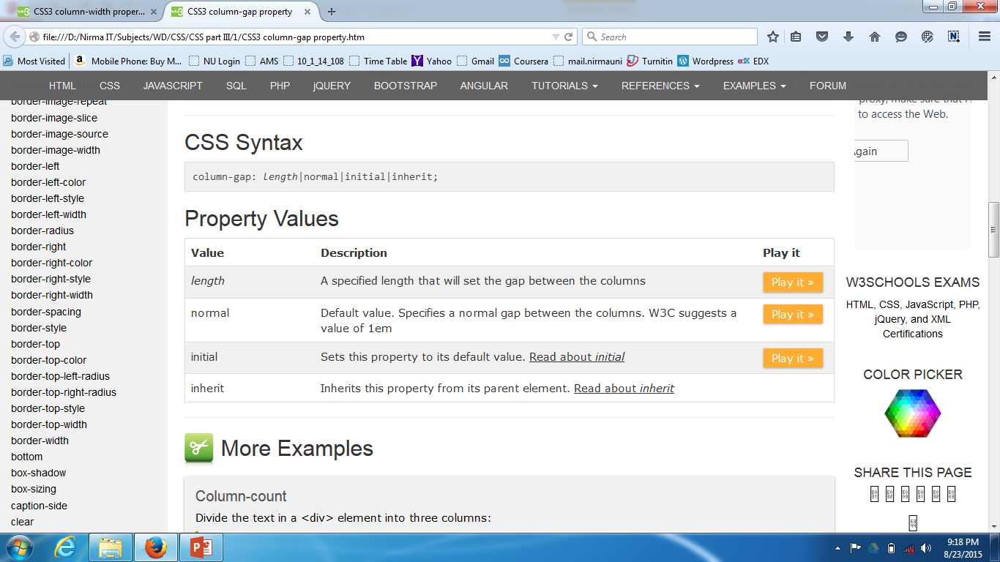 CSS3 column-width proper...
CSS3 column-gap property
file:///D:/Nirma IT/Subjects/WD/CSS/CSS part III/1/CSS3 column-gap property.htm
Search
Most Visited
Mobile Phone: Buy M...
NU Login
AMS
10_1_14_108
Time Table
Yahoo
Gmail
Coursera
mail.nirmauni
Turnitin
Wordpress
EDX
HTML CSS JAVASCRIPT SQL PHP jQUERY BOOTSTRAP ANGULAR TUTORIALS REFERENCES EXAMPLES FORUM
border-image-repeat
border-image-slice
border-image-source
border-image-width
border-left
border-left-color
border-left-style
border-left-width
border-radius
border-right
border-right-color
border-right-style
border-right-width
border-spacing
border-style
border-top
border-top-color
border-top-left-radius
border-top-right-radius
border-top-style
border-top-width
border-width
bottom
box-shadow
box-sizing
caption-side
clear
CSS Syntax
column-gap: length|normal|initial|inherit;
Property Values
Value Description Play it
length A specified length that will set the gap between the columns Play it »
normal Default value. Specifies a normal gap between the columns. W3C suggests a
value of 1em Play it »
initial Sets this property to its default value. Read about initial Play it »
inherit Inherits this property from its parent element. Read about inherit
More Examples
Column-count
Divide the text in a <div> element into three columns:
proxy, make sure that
to access the Web.
Again
W3SCHOOLS EXAMS
HTML, CSS, JavaScript, PHP,
jQuery, and XML
Certifications
COLOR PICKER
SHARE THIS PAGE
9:18 PM
8/23/2015